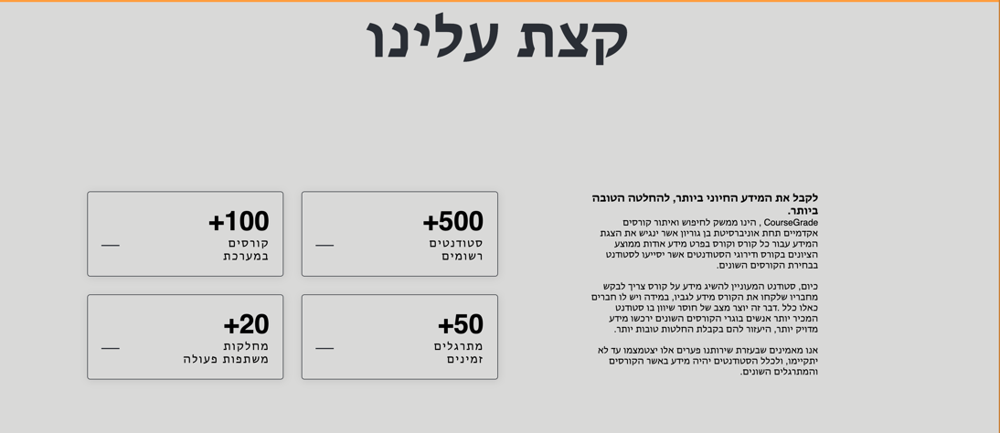 קצת עלינו
לקבל את המידע החיוני ביותר, להחלטה הטובה
ביותר.
CourseGrade , הינו ממשק לחיפוש ואיתור קורסים
אקדמיים תחת אוניברסיטת בן גוריון אשר ינגיש את הצגת
המידע עבור כל קורס וקורס בפרט מידע אודות ממוצע
הציונים בקורס ודירוגי הסטודנטים אשר יסייעו לסטודנט
בבחירת הקורסים השונים.
כיום, סטודנט המעוניין להשיג מידע על קורס צריך לבקש
מחבריו שלקחו את הקורס מידע לגביו, במידה ויש לו חברים
כאלו כלל .דבר זה יוצר מצב של חוסר שיוון בו סטודנט
המכיר יותר אנשים בוגרי הקורסים השונים ירכשו מידע
מדויק יותר, היעזור להם בקבלת החלטות טובות יותר.
אנו מאמינים שבעזרת שירותנו פערים אלו יצטמצמו עד לא
יתקיימו, ולכלל הסטודנטים יהיה מידע באשר הקורסים
והמתרגלים השונים.
+500
סטודנטים
רשומים
+100
קורסים
במערכת
+50
מתרגלים
זמינים
+20
מחלקות
משתפות פעולה